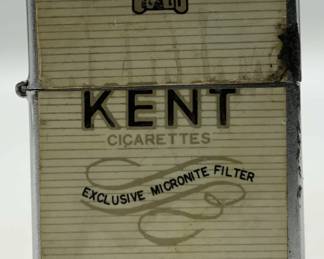 KENT
CIGARETTES
EXCLUSIVE MICRONITE FILTER